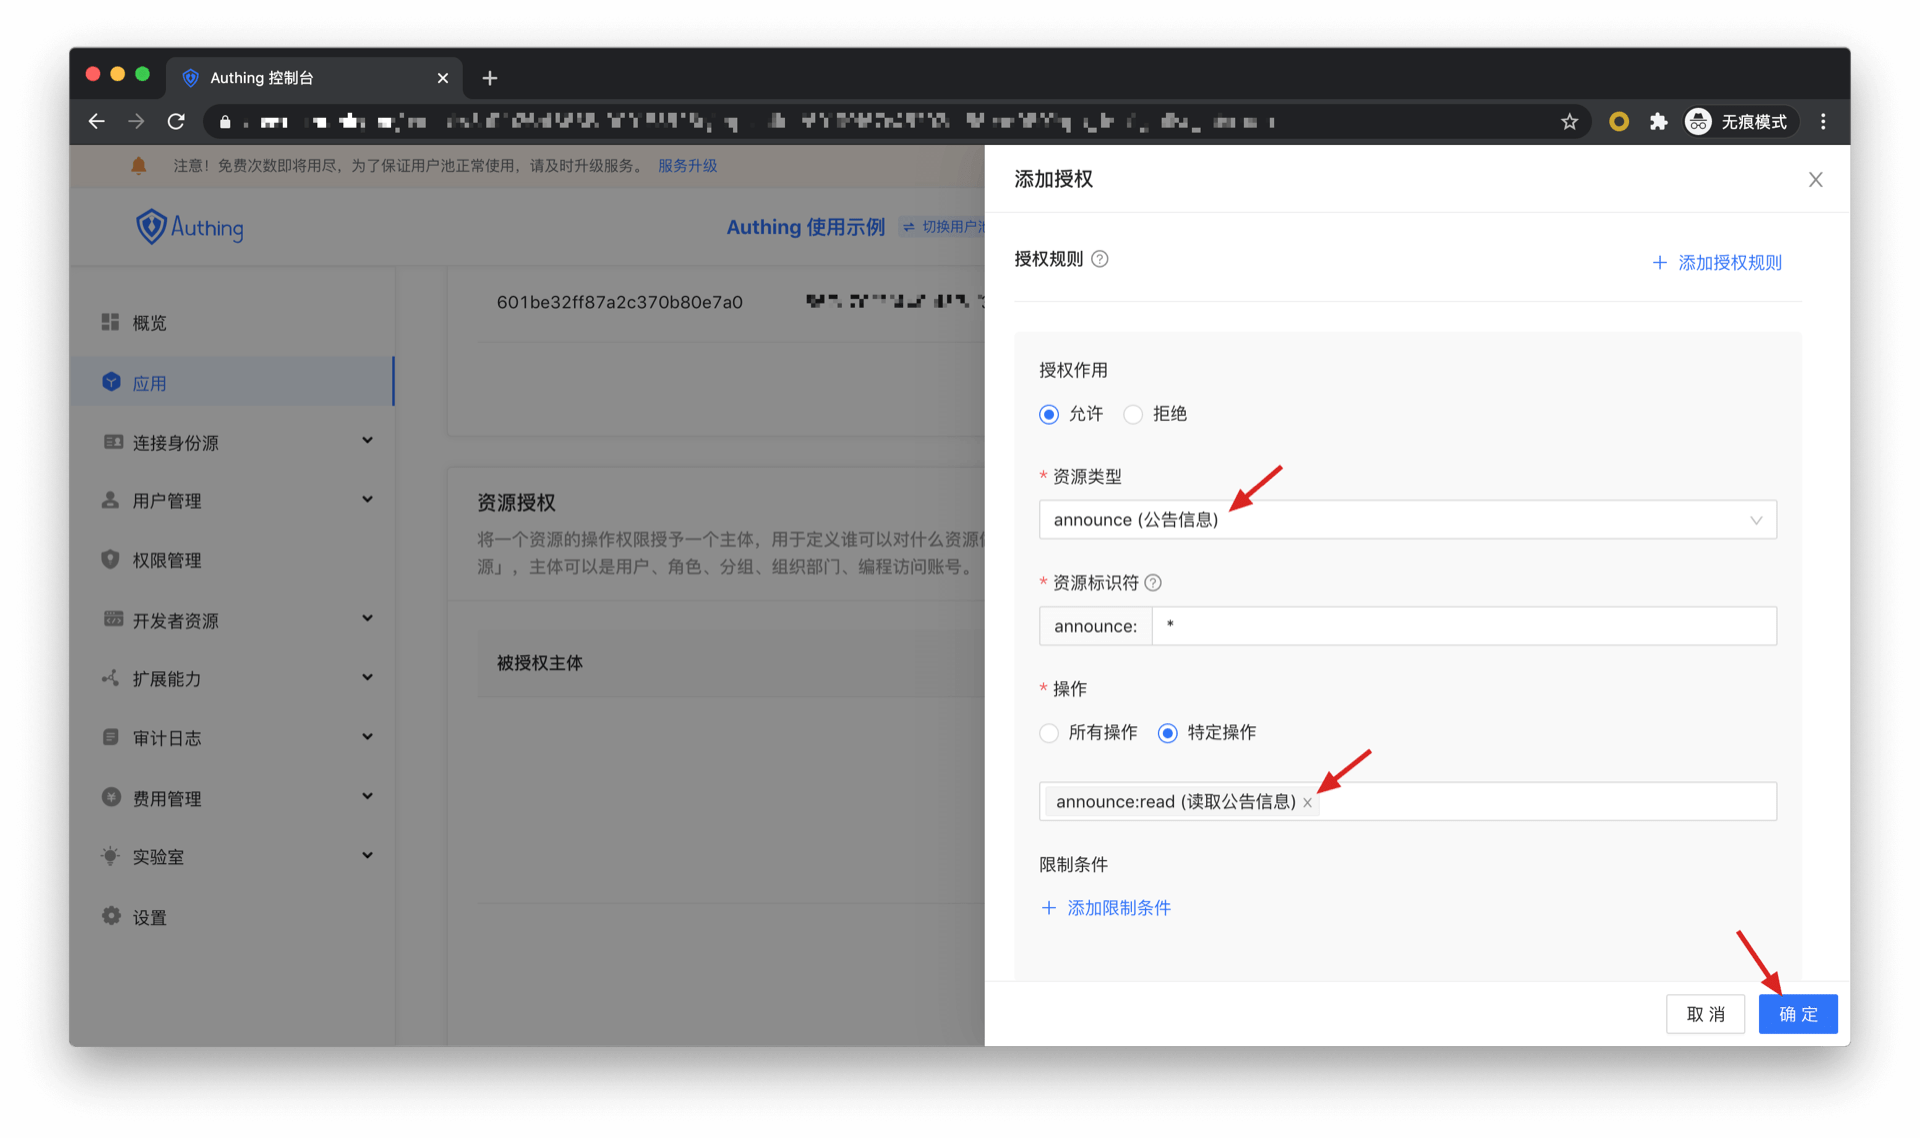 Authing 控制台
无痕模式
注意！免费次数即将用尽，为了保证用户池正常使用，请及时升级服务。 服务升级
Authing
Authing 使用示例
切换用户池
概览
应用
连接身份源
用户管理
权限管理
开发者资源
扩展能力
审计日志
费用管理
实验室
设置
601be32ff87a2c370b80e7a0
资源授权
将一个资源的操作权限授予一个主体，用于定义谁可以对什么资源
源」，主体可以是用户、角色、分组、组织部门、编程访问账号。
被授权主体
添加授权
授权规则
+ 添加授权规则
授权作用
允许 拒绝
* 资源类型
announce (公告信息)
* 资源标识符
announce: *
* 操作
所有操作 特定操作
announce:read (读取公告信息) ×
限制条件
+ 添加限制条件
取 消
确 定